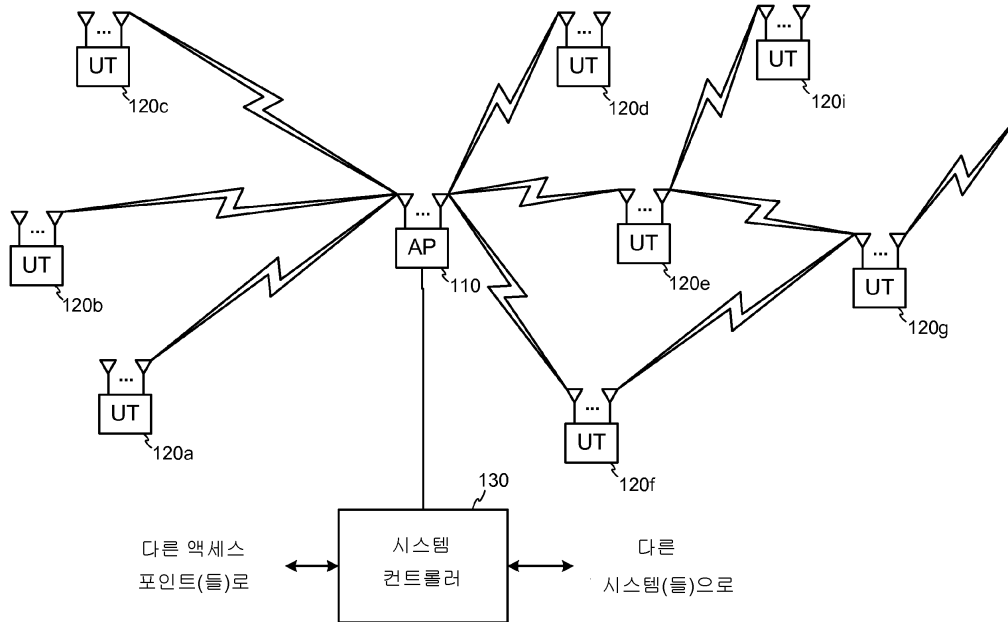 ... UT 120c
... UT 120d
... UT 120i
... UT 120b
... AP 110
... UT 120e
... UT 120g
... UT 120a
... UT 120f
130
다른 액세스
포인트(들)로
시스템
컨트롤러
다른
시스템(들)으로